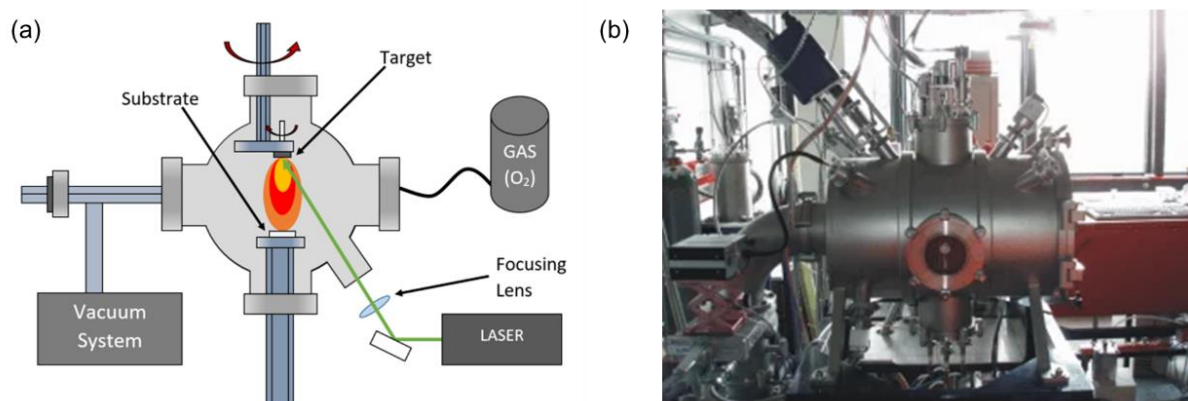 (a)
(b)
Target
Substrate
GAS
(O₂)
Focusing
Lens
Vacuum
System
LASER